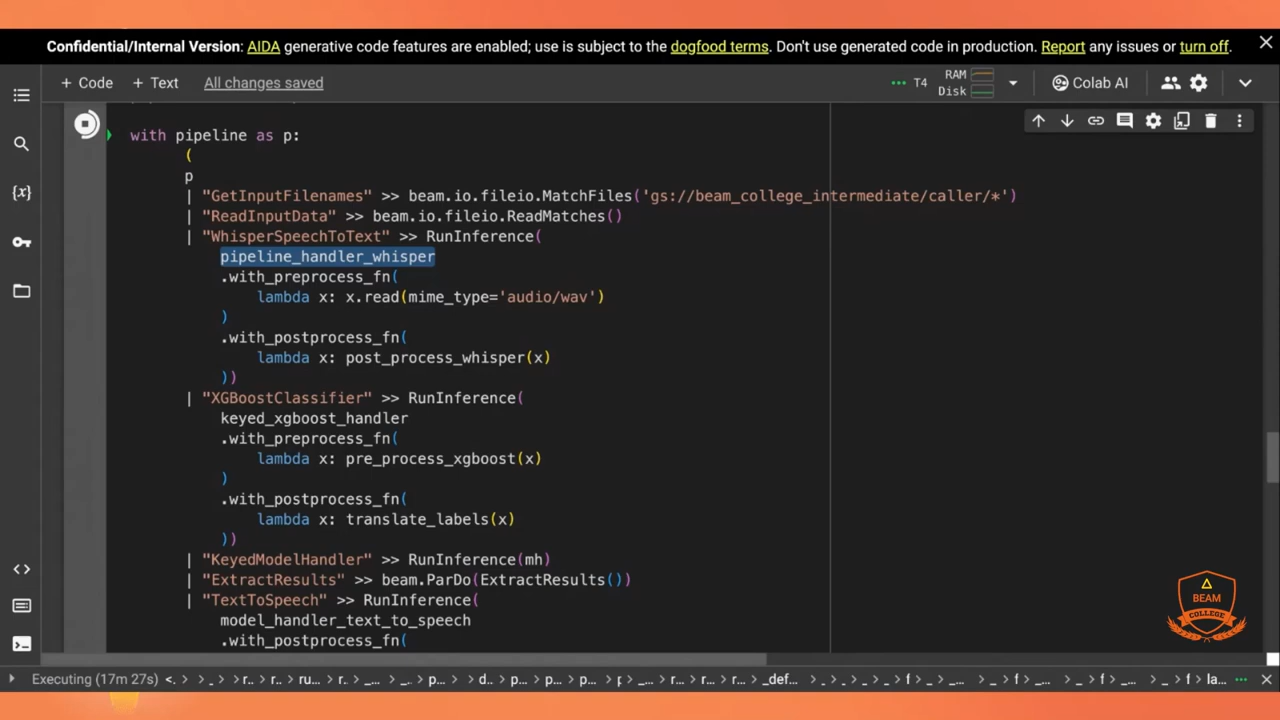 Confidential/Internal Version: AIDA generative code features are enabled; use is subject to the dogfood terms. Don't use generated code in production. Report any issues or turn off.
+ Code + Text All changes saved
T4 RAM Disk Colab AI
with pipeline as p:
(
p
| "GetInputFilenames" >> beam.io.fileio.MatchFiles('gs://beam_college_intermediate/caller/*')
| "ReadInputData" >> beam.io.fileio.ReadMatches()
| "WhisperSpeechToText" >> RunInference(
pipeline_handler_whisper
.with_preprocess_fn(
lambda x: x.read(mime_type='audio/wav')
)
.with_postprocess_fn(
lambda x: post_process_whisper(x)
))
| "XGBoostClassifier" >> RunInference(
keyed_xgboost_handler
.with_preprocess_fn(
lambda x: pre_process_xgboost(x)
)
.with_postprocess_fn(
lambda x: translate_labels(x)
))
| "KeyedModelHandler" >> RunInference(mh)
| "ExtractResults" >> beam.ParDo(ExtractResults())
| "TextToSpeech" >> RunInference(
model_handler_text_to_speech
.with_postprocess_fn(
BEAM
COLLEGE
Executing (17m 27s) <. > > _. > r... > r... > ru... > r. > _... > _.. > p... > d.. > p... > p... > p... > p > _... > r... > r... > r... > _def... > _. > _. > _. > _. > f > _... > _. > f > _... > _. > f > _... > _. > f > la...